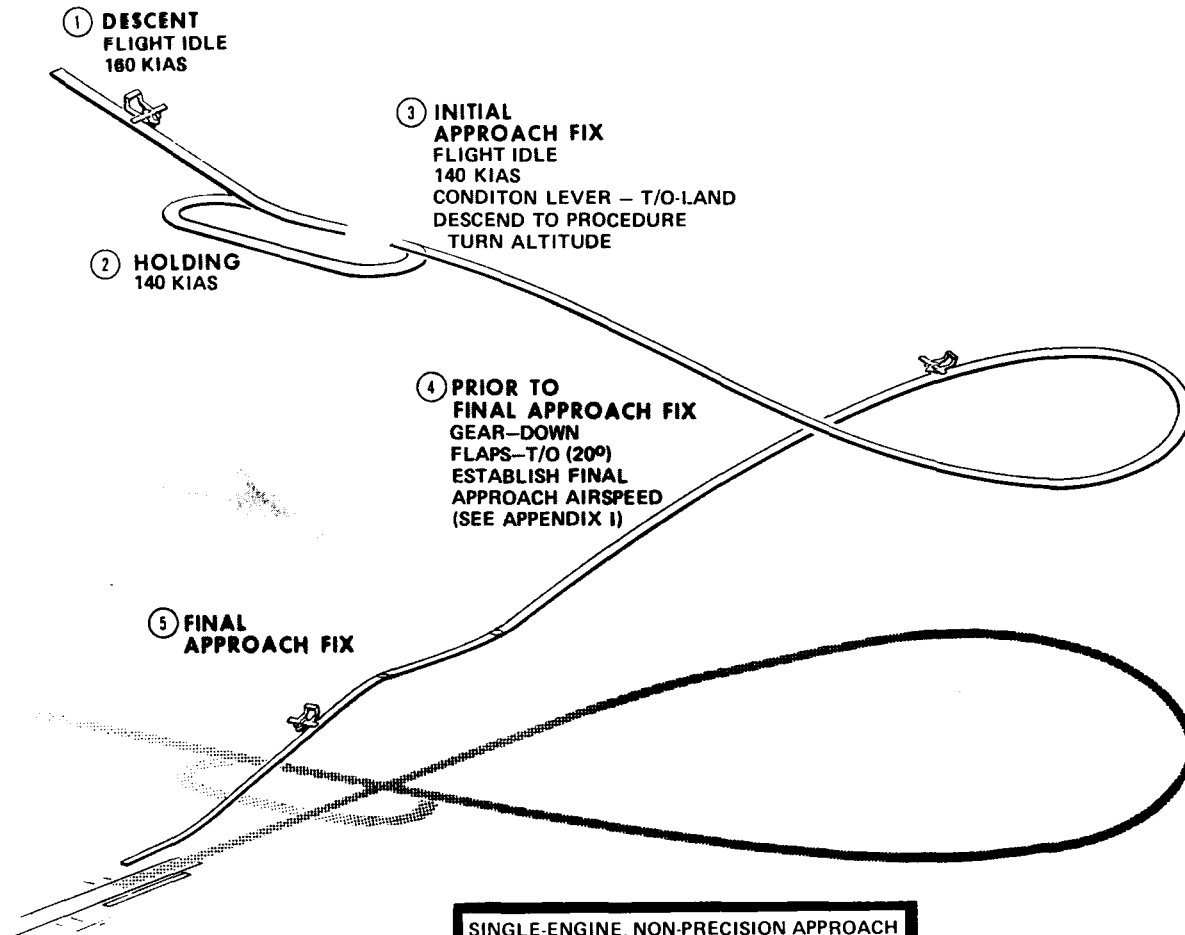 1 DESCENT
FLIGHT IDLE
160 KIAS
2 HOLDING
140 KIAS
3 INITIAL
APPROACH FIX
FLIGHT IDLE
140 KIAS
CONDITON LEVER – T/O-LAND
DESCEND TO PROCEDURE
TURN ALTITUDE
4 PRIOR TO
FINAL APPROACH FIX
GEAR–DOWN
FLAPS–T/O (20º)
ESTABLISH FINAL
APPROACH AIRSPEED
(SEE APPENDIX I)
5 FINAL
APPROACH FIX
SINGLE-ENGINE, NON-PRECISION APPROACH